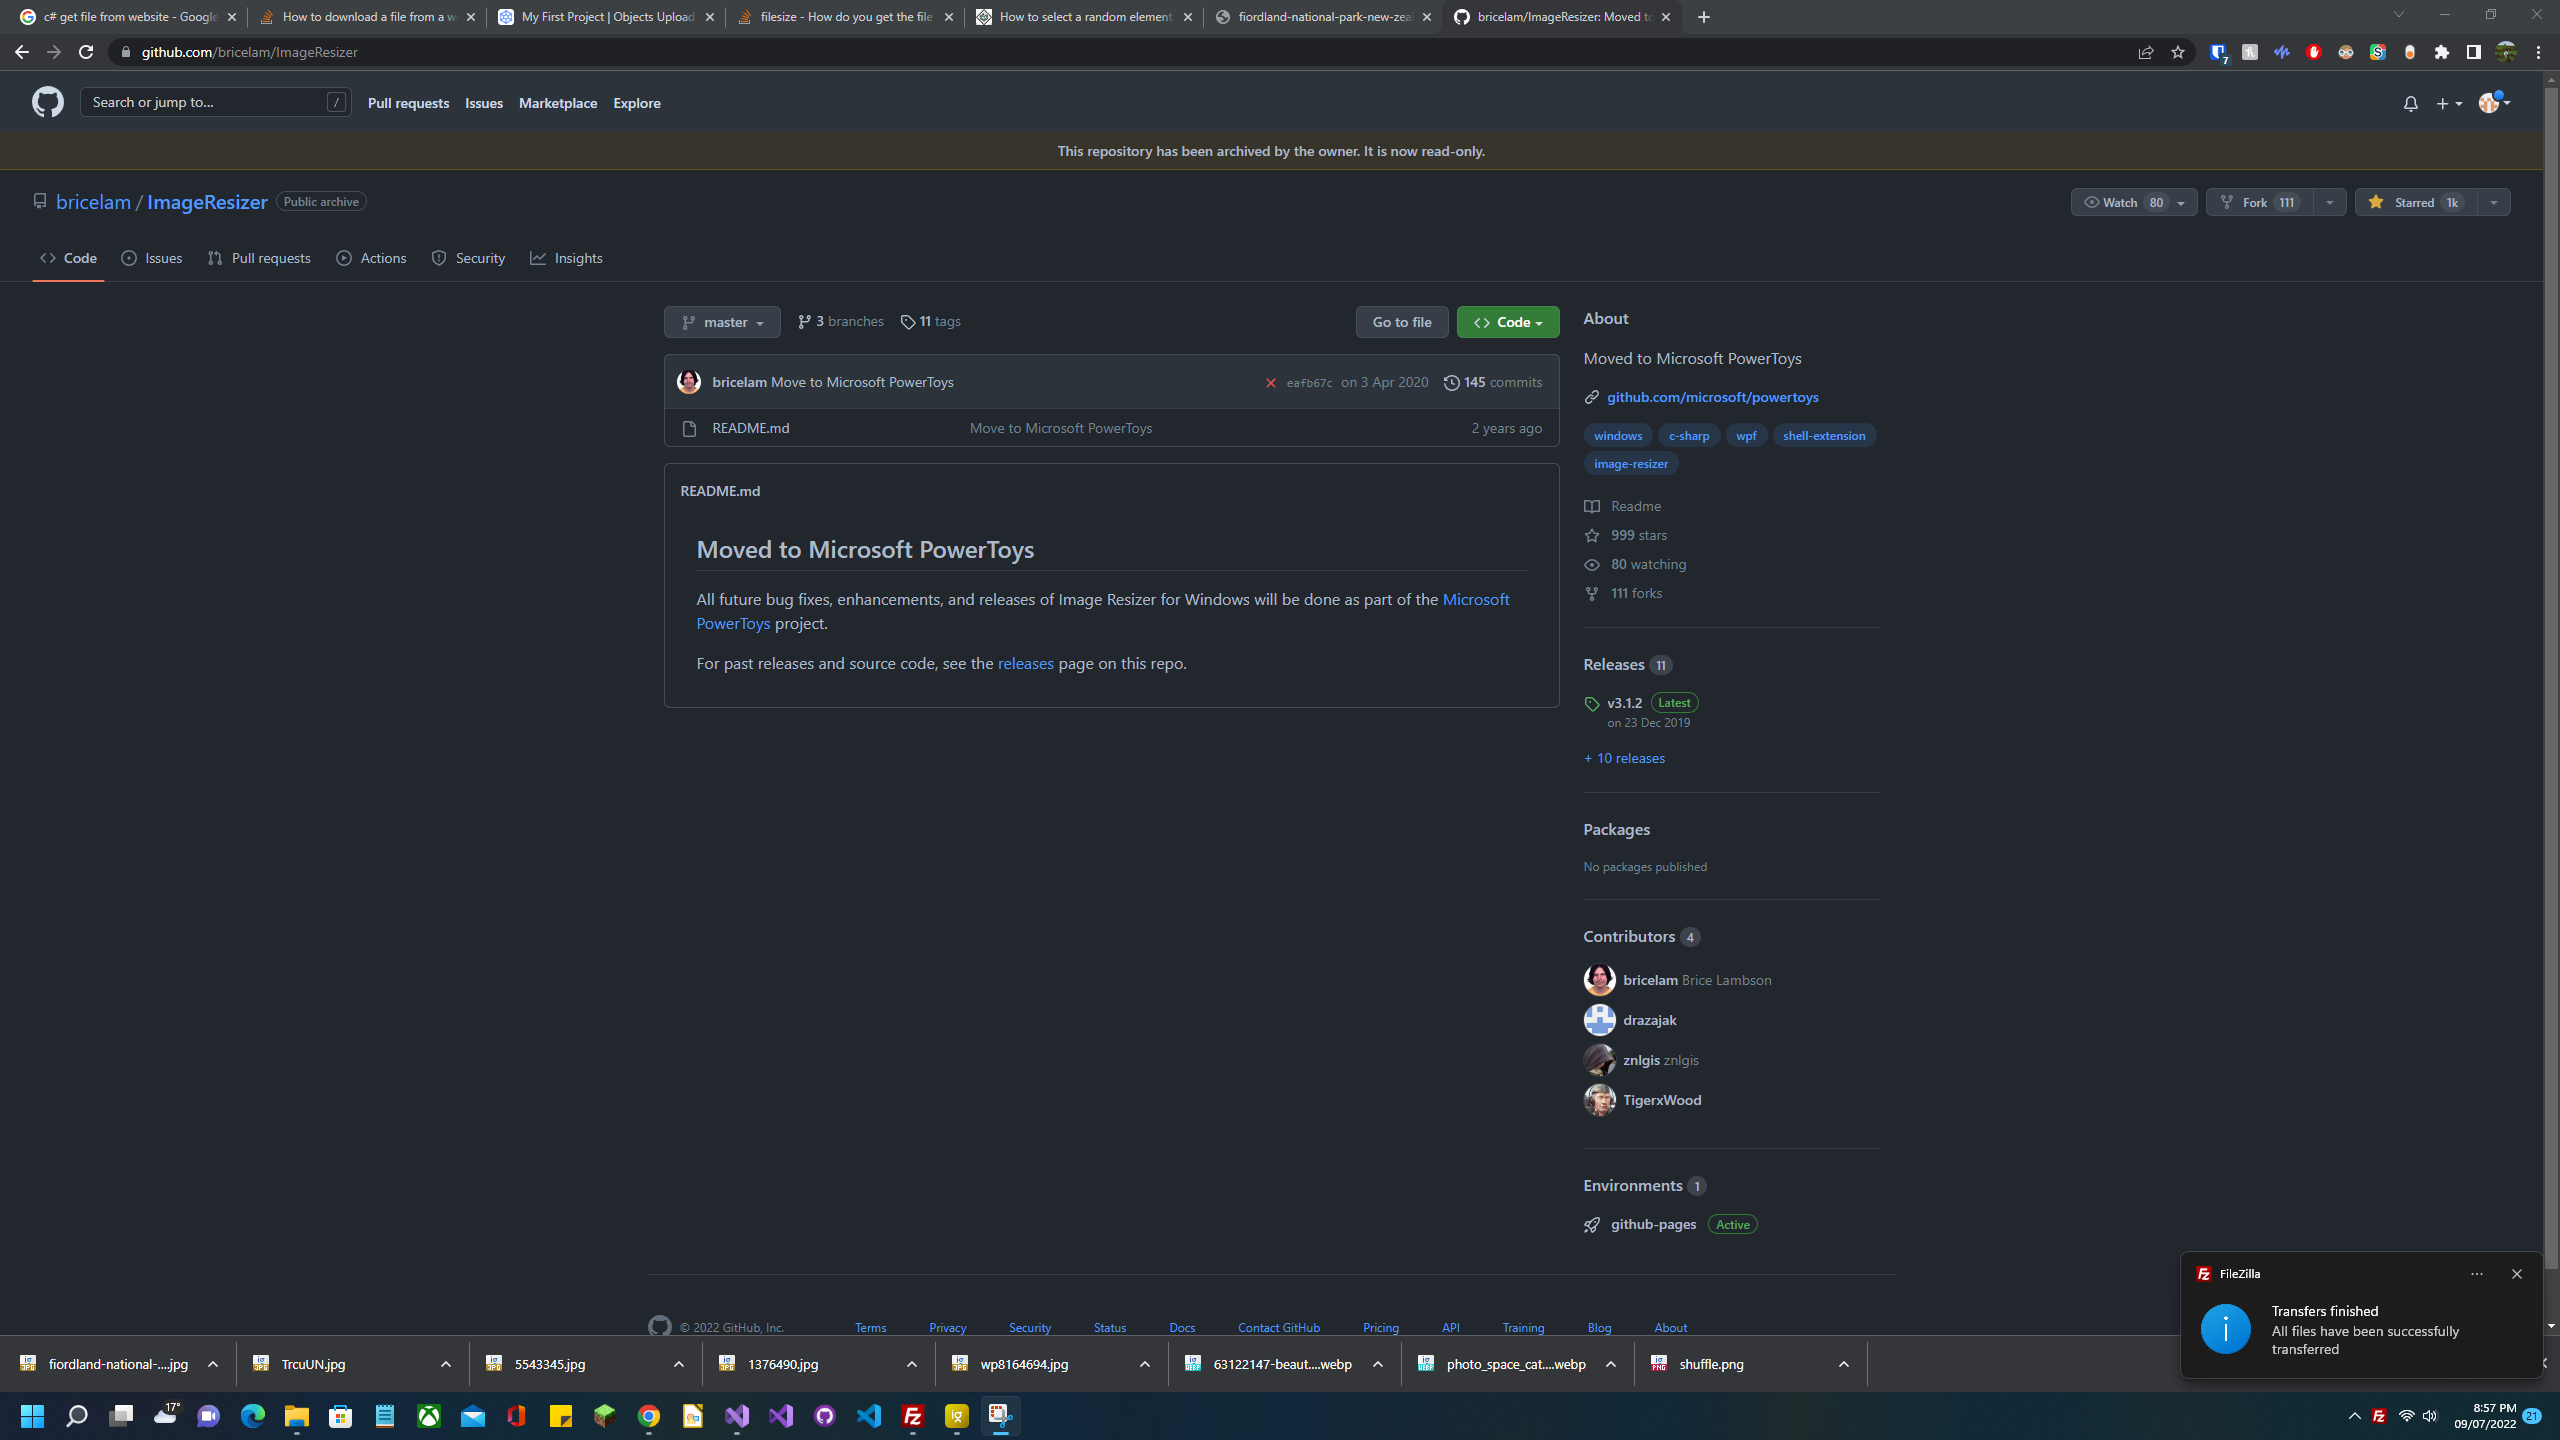 c# get file from website - Google
How to download a file from a w
My First Project | Objects Upload
filesize - How do you get the file
How to select a random element
fiordland-national-park-new-zea
bricelam/ImageResizer: Moved to
github.com/bricelam/ImageResizer
7
Search or jump to...
/
Pull requests
Issues
Marketplace
Explore
This repository has been archived by the owner. It is now read-only.
bricelam / ImageResizer
Public archive
Watch 80
Fork 111
Starred 1k
Code
Issues
Pull requests
Actions
Security
Insights
master
3 branches
11 tags
Go to file
Code
bricelam Move to Microsoft PowerToys
eafb67c on 3 Apr 2020
145 commits
README.md
Move to Microsoft PowerToys
2 years ago
README.md
Moved to Microsoft PowerToys
All future bug fixes, enhancements, and releases of Image Resizer for Windows will be done as part of the Microsoft
PowerToys project.
For past releases and source code, see the releases page on this repo.
About
Moved to Microsoft PowerToys
github.com/microsoft/powertoys
windows
c-sharp
wpf
shell-extension
image-resizer
Readme
999 stars
80 watching
111 forks
Releases 11
v3.1.2 Latest
on 23 Dec 2019
+ 10 releases
Packages
No packages published
Contributors 4
bricelam Brice Lambson
drazajak
znlgis znlgis
TigerxWood
Environments 1
github-pages Active
© 2022 GitHub, Inc.
Terms
Privacy
Security
Status
Docs
Contact GitHub
Pricing
API
Training
Blog
About
FileZilla
Transfers finished
All files have been successfully
transferred
fiordland-national-....jpg
TrcuUN.jpg
5543345.jpg
1376490.jpg
wp8164694.jpg
63122147-beaut....webp
photo_space_cat....webp
shuffle.png
17°
8:57 PM
09/07/2022
21